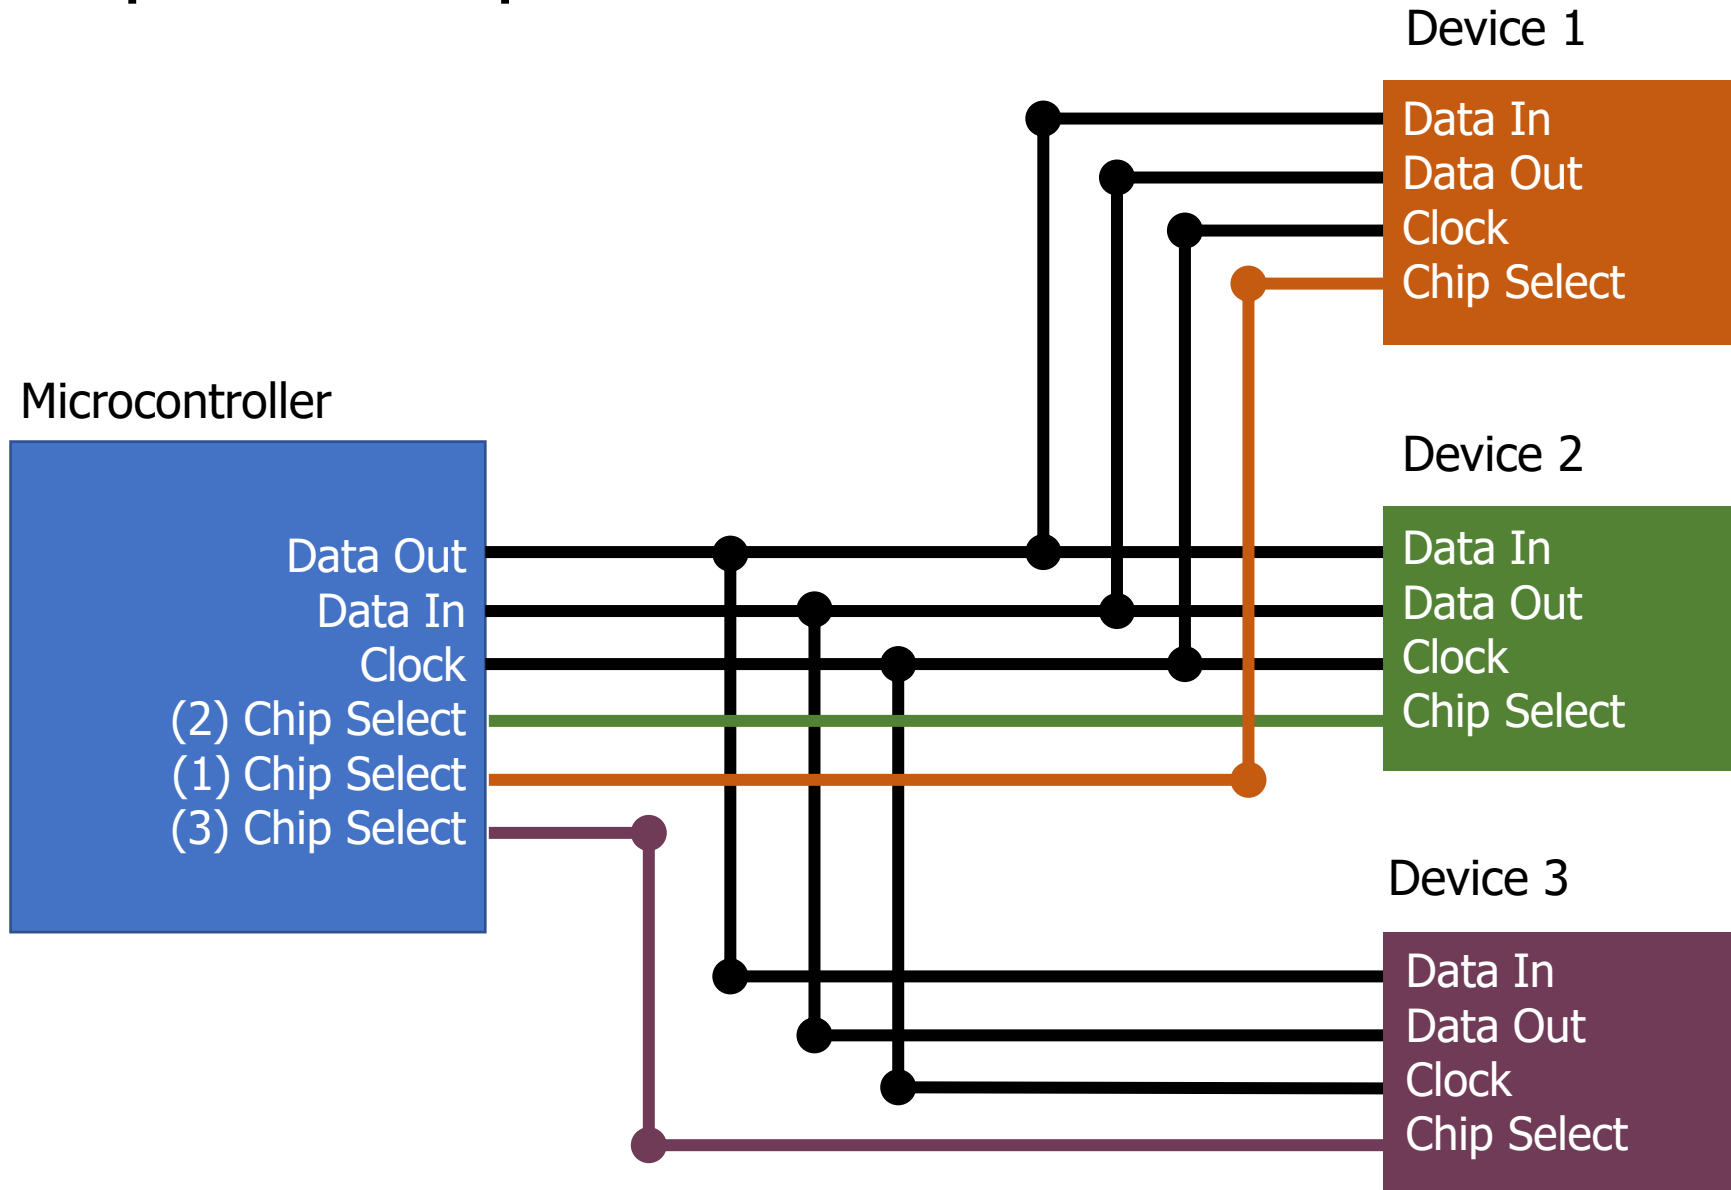 Device 1
Data In
Data Out
Clock
Chip Select
Microcontroller
Data Out
Data In
Clock
(2) Chip Select
(1) Chip Select
(3) Chip Select
Device 2
Data In
Data Out
Clock
Chip Select
Device 3
Data In
Data Out
Clock
Chip Select